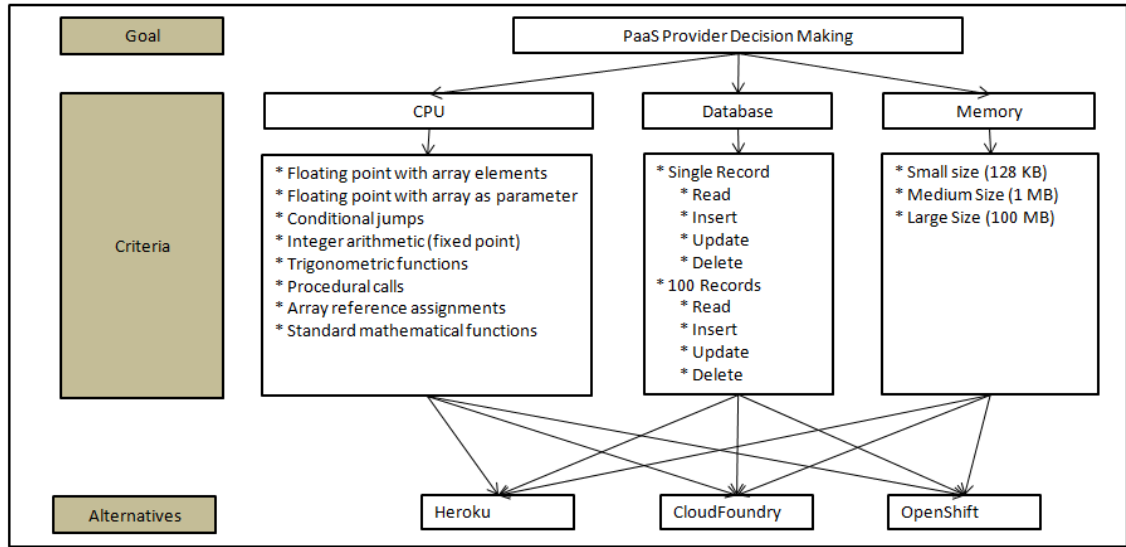 Goal
PaaS Provider Decision Making
Criteria
CPU
* Floating point with array elements
* Floating point with array as parameter
* Conditional jumps
* Integer arithmetic (fixed point)
* Trigonometric functions
* Procedural calls
* Array reference assignments
* Standard mathematical functions
Database
* Single Record
* Read
* Insert
* Update
* Delete
* 100 Records
* Read
* Insert
* Update
* Delete
Memory
* Small size (128 KB)
* Medium Size (1 MB)
* Large Size (100 MB)
Alternatives
Heroku
CloudFoundry
OpenShift